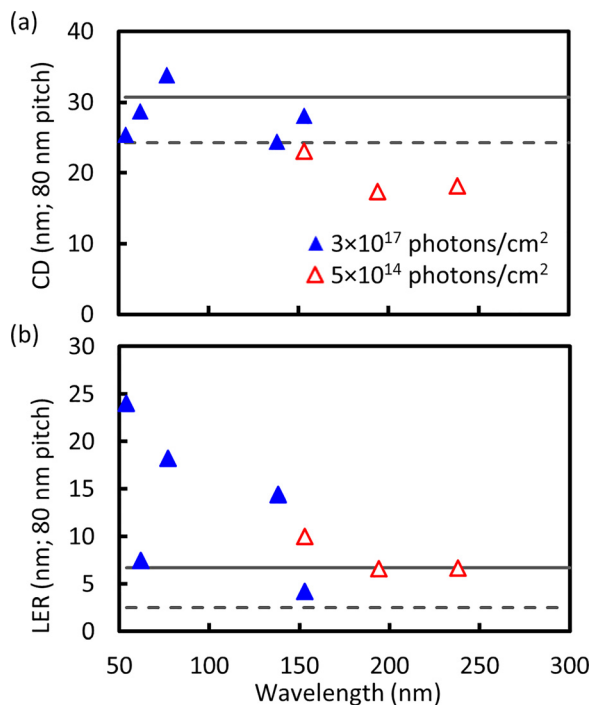 (a)
40
30
20
10
0
CD (nm; 80 nm pitch)
3×10¹⁷ photons/cm²
5×10¹⁴ photons/cm²
(b)
30
25
20
15
10
5
0
LER (nm; 80 nm pitch)
50 100 150 200 250 300
Wavelength (nm)